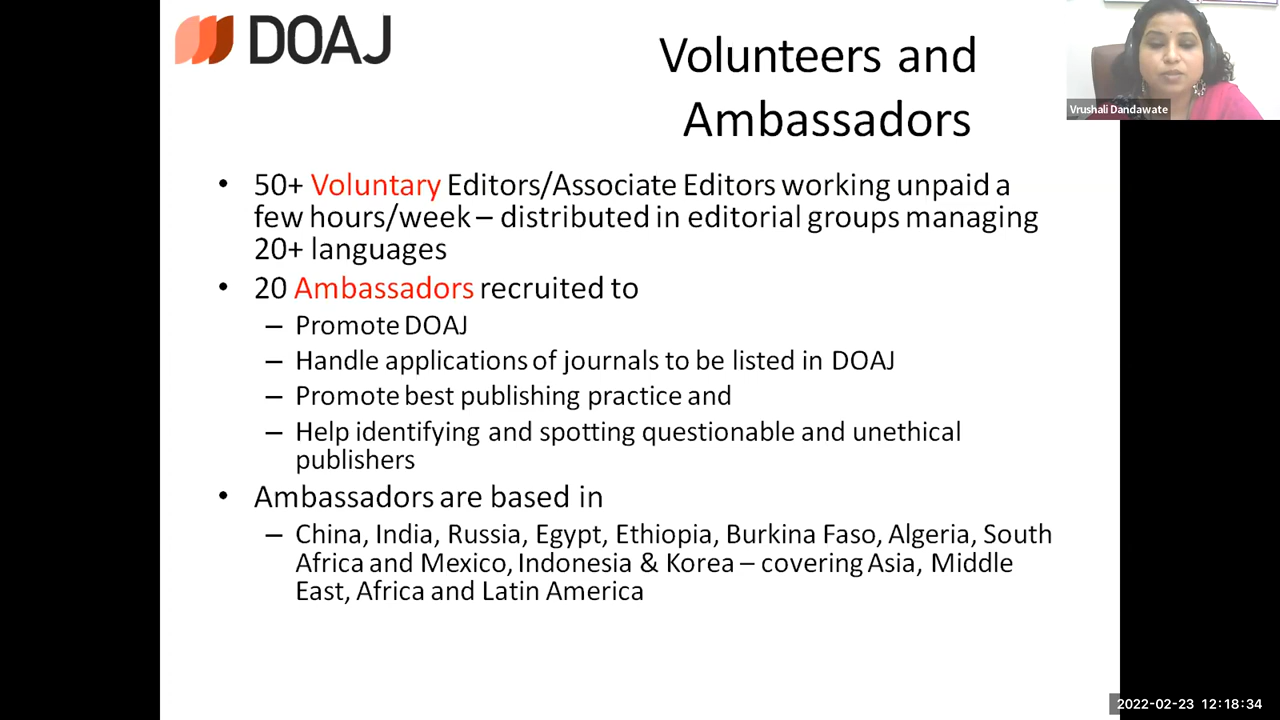 DOAJ
Volunteers and
Ambassadors
Vrushali Dandawate
• 50+ Voluntary Editors/Associate Editors working unpaid a
few hours/week – distributed in editorial groups managing
20+ languages
• 20 Ambassadors recruited to
– Promote DOAJ
– Handle applications of journals to be listed in DOAJ
– Promote best publishing practice and
– Help identifying and spotting questionable and unethical
publishers
• Ambassadors are based in
– China, India, Russia, Egypt, Ethiopia, Burkina Faso, Algeria, South
Africa and Mexico, Indonesia & Korea – covering Asia, Middle
East, Africa and Latin America
2022-02-23 12:18:34